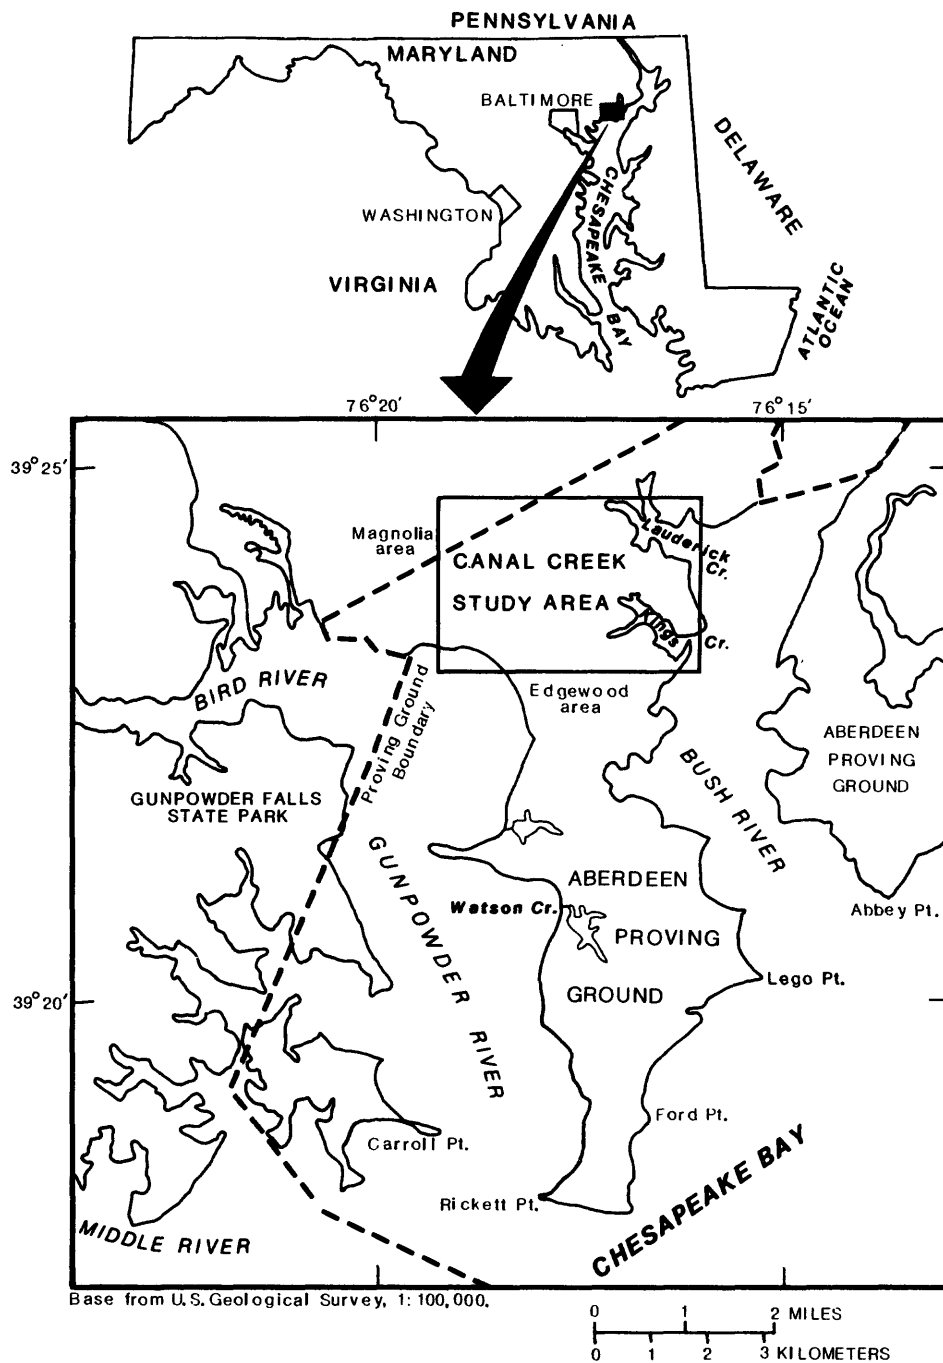 PENNSYLVANIA
MARYLAND
BALTIMORE
DELAWARE
CHESAPEAKE
BAY
WASHINGTON
VIRGINIA
ATLANTIC
OCEAN
76°20′
76°15′
39°25′
Magnolia
area
Lauderick
Cr.
CANAL CREEK
STUDY AREA
Kings
Cr.
BIRD RIVER
Edgewood
area
Proving Ground
Boundary
ABERDEEN
PROVING
GROUND
BUSH RIVER
GUNPOWDER FALLS
STATE PARK
GUNPOWDER RIVER
ABERDEEN
PROVING
GROUND
Watson Cr.
Abbey Pt.
Lego Pt.
39°20′
Ford Pt.
Carroll Pt.
Rickett Pt.
CHESAPEAKE BAY
MIDDLE RIVER
Base from U.S. Geological Survey, 1:100,000.
0 1 2 MILES
0 1 2 3 KILOMETERS